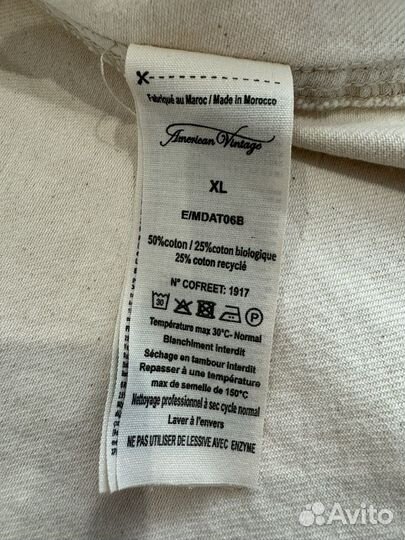 Fabriqué au Maroc / Made in Morocco
American Vintage
XL
E/MDAT06B
50%coton / 25%coton biologique
25% coton recyclé
N° COFREET: 1917
30 P
Température max 30°C- Normal
Blanchiment interdit
Séchage en tambour interdit
Repasser à une température
max de semelle de 150°C
Nettoyage professionnel à sec cycle normal
Laver à l'envers
NE PAS UTILISER DE LESSIVE AVEC ENZYME
Avito